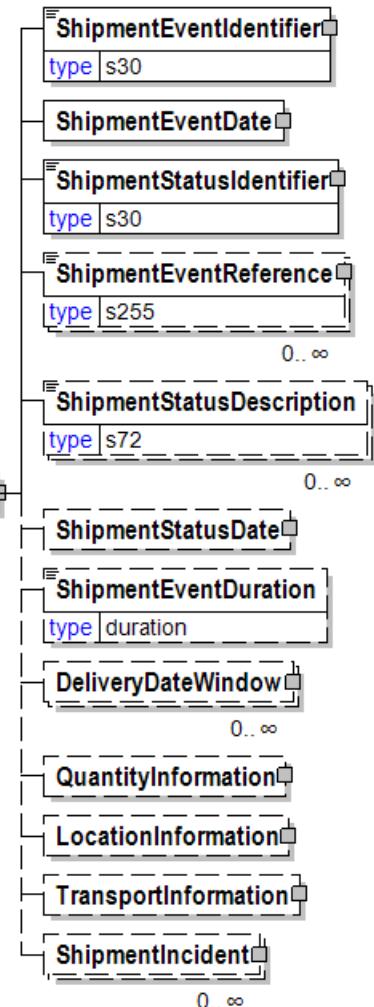 ShipmentEventIdentifier
type s30
ShipmentEventDate
ShipmentStatusIdentifier
type s30
ShipmentEventReference
type s255
0.. ∞
ShipmentStatusDescription
type s72
0.. ∞
ShipmentStatusDate
ShipmentEventDuration
type duration
DeliveryDateWindow
0.. ∞
QuantityInformation
LocationInformation
TransportInformation
ShipmentIncident
0.. ∞